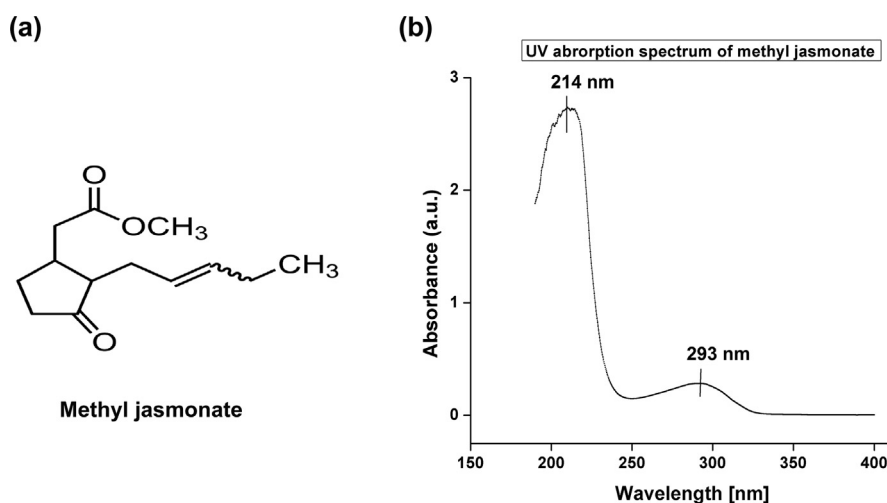 (a)
O
OCH3
CH3
O
Methyl jasmonate
(b)
UV abrorption spectrum of methyl jasmonate
214 nm
293 nm
Absorbance (a.u.)
3
2
1
0
150 200 250 300 350 400
Wavelength [nm]